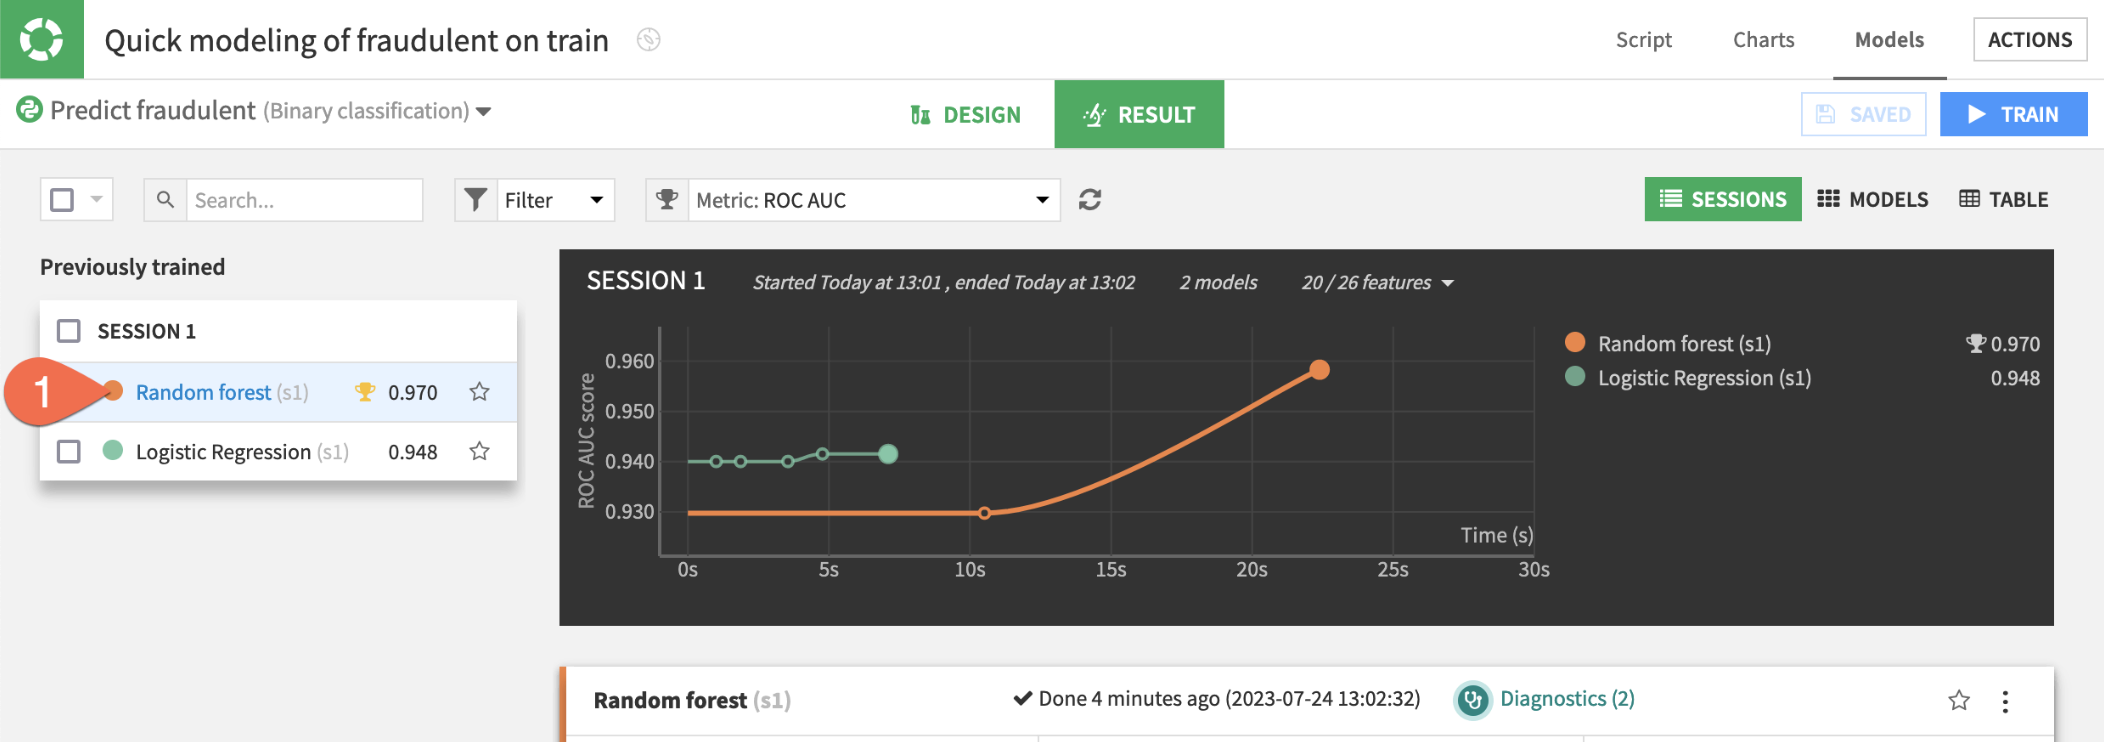 Quick modeling of fraudulent on train
Script Charts Models ACTIONS
Predict fraudulent (Binary classification)
DESIGN RESULT
SAVED TRAIN
Search...
Filter
Metric: ROC AUC
SESSIONS MODELS TABLE
Previously trained
SESSION 1
1
Random forest (s1) 0.970
Logistic Regression (s1) 0.948
SESSION 1 Started Today at 13:01 , ended Today at 13:02 2 models 20 / 26 features
ROC AUC score
0.960
0.950
0.940
0.930
Time (s)
0s 5s 10s 15s 20s 25s 30s
Random forest (s1) 0.970
Logistic Regression (s1) 0.948
Random forest (s1) Done 4 minutes ago (2023-07-24 13:02:32) Diagnostics (2)